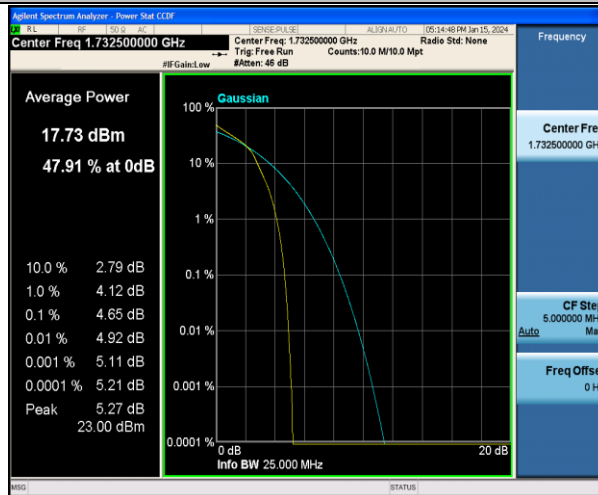 Agilent Spectrum Analyzer - Power Stat CCDF
RL RF 50 Ω AC SENSE:PULSE ALIGN AUTO 05:14:48 PM Jan 15, 2024
Center Freq 1.732500000 GHz
Center Freq: 1.732500000 GHz Radio Std: None
Trig: Free Run Counts:10.0 M/10.0 Mpt
#IFGain:Low #Atten: 46 dB
Frequency
Average Power
17.73 dBm
47.91 % at 0dB
10.0 % 2.79 dB
1.0 % 4.12 dB
0.1 % 4.65 dB
0.01 % 4.92 dB
0.001 % 5.11 dB
0.0001 % 5.21 dB
Peak 5.27 dB
23.00 dBm
Gaussian
100 %
10 %
1 %
0.1 %
0.01 %
0.001 %
0.0001 %
0 dB 20 dB
Info BW 25.000 MHz
Center Fre
1.732500000 GH
CF Ste
5.000000 MH
Auto Ma
Freq Offse
0 H
MSG STATUS